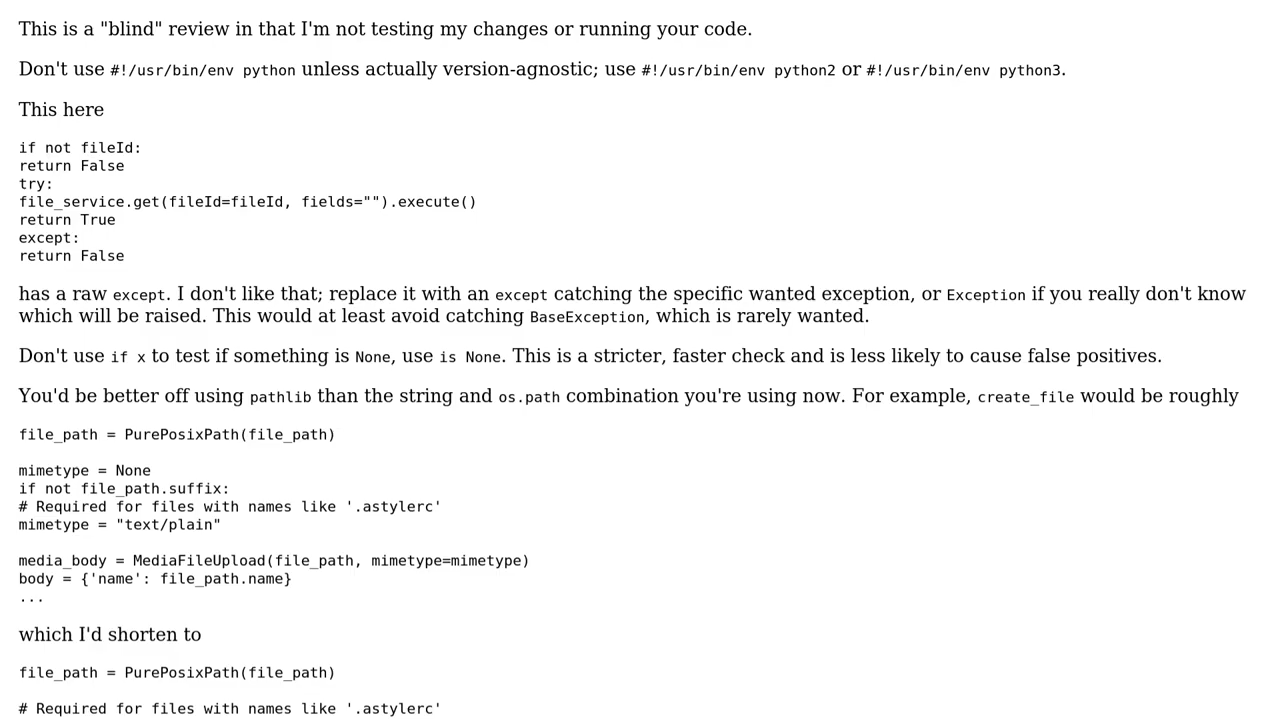 This is a "blind" review in that I'm not testing my changes or running your code.
Don't use #!/usr/bin/env python unless actually version-agnostic; use #!/usr/bin/env python2 or #!/usr/bin/env python3.
This here
if not fileId:
return False
try:
file_service.get(fileId=fileId, fields="").execute()
return True
except:
return False
has a raw except. I don't like that; replace it with an except catching the specific wanted exception, or Exception if you really don't know
which will be raised. This would at least avoid catching BaseException, which is rarely wanted.
Don't use if x to test if something is None, use is None. This is a stricter, faster check and is less likely to cause false positives.
You'd be better off using pathlib than the string and os.path combination you're using now. For example, create_file would be roughly
file_path = PurePosixPath(file_path)
mimetype = None
if not file_path.suffix:
# Required for files with names like '.astylerc'
mimetype = "text/plain"
media_body = MediaFileUpload(file_path, mimetype=mimetype)
body = {'name': file_path.name}
...
which I'd shorten to
file_path = PurePosixPath(file_path)
# Required for files with names like '.astylerc'